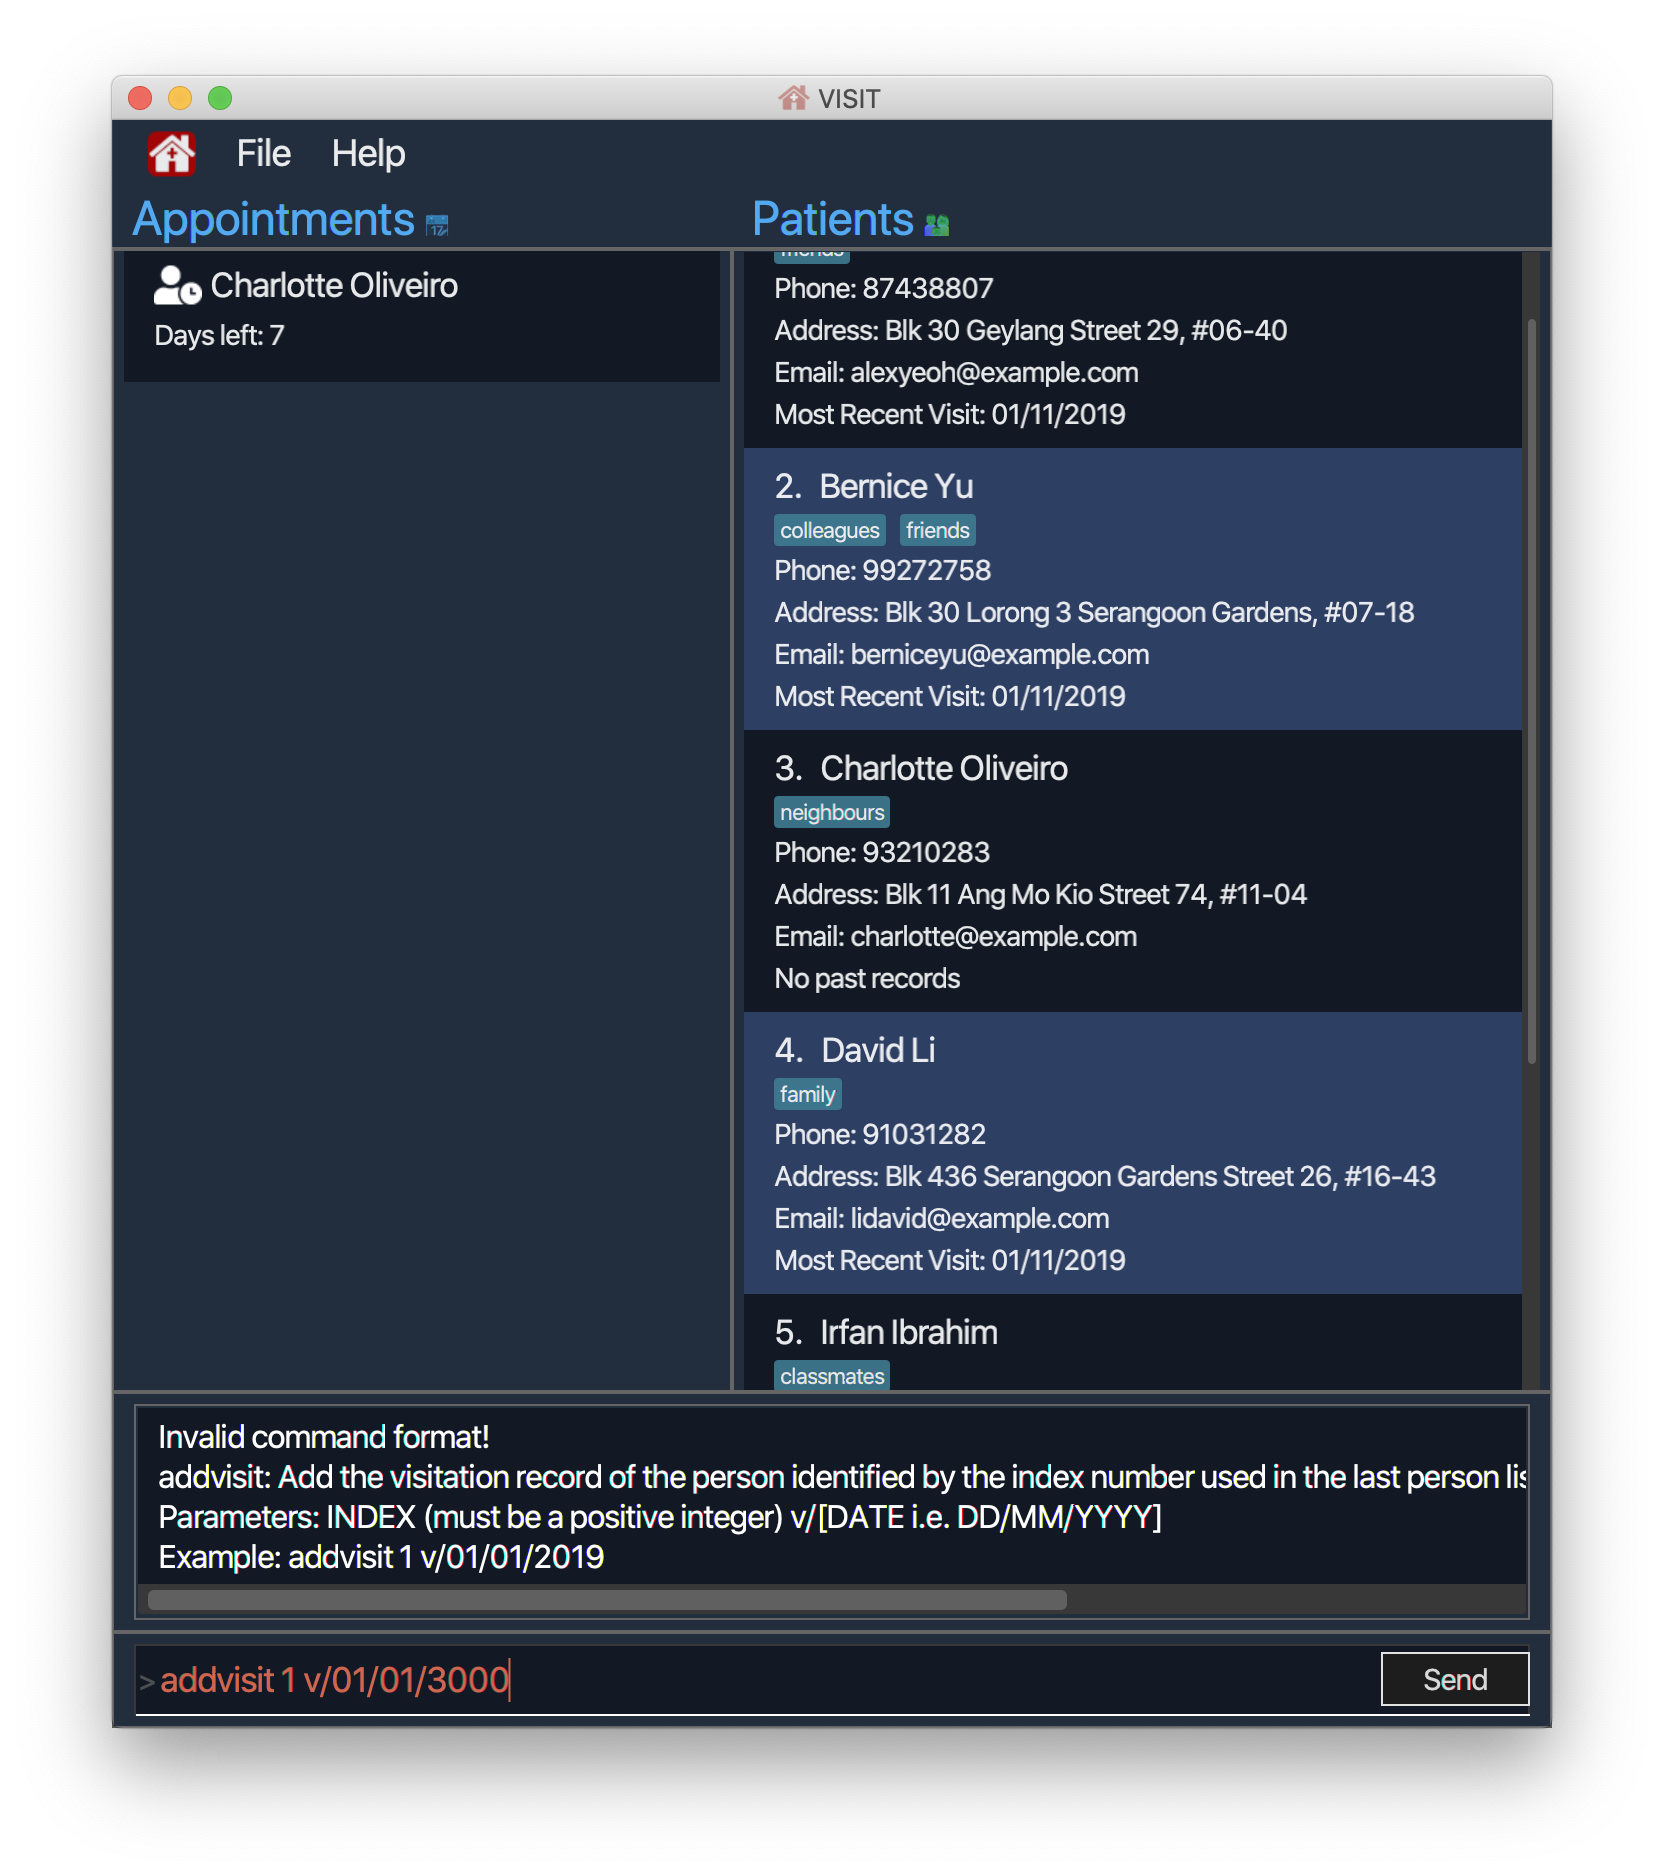 VISIT
File Help
Appointments
Charlotte Oliveiro
Days left: 7
Patients
friends
Phone: 87438807
Address: Blk 30 Geylang Street 29, #06-40
Email: alexyeoh@example.com
Most Recent Visit: 01/11/2019
2. Bernice Yu
colleagues friends
Phone: 99272758
Address: Blk 30 Lorong 3 Serangoon Gardens, #07-18
Email: berniceyu@example.com
Most Recent Visit: 01/11/2019
3. Charlotte Oliveiro
neighbours
Phone: 93210283
Address: Blk 11 Ang Mo Kio Street 74, #11-04
Email: charlotte@example.com
No past records
4. David Li
family
Phone: 91031282
Address: Blk 436 Serangoon Gardens Street 26, #16-43
Email: lidavid@example.com
Most Recent Visit: 01/11/2019
5. Irfan Ibrahim
classmates
Invalid command format!
addvisit: Add the visitation record of the person identified by the index number used in the last person lis
Parameters: INDEX (must be a positive integer) v/[DATE i.e. DD/MM/YYYY]
Example: addvisit 1 v/01/01/2019
>addvisit 1 v/01/01/3000
Send